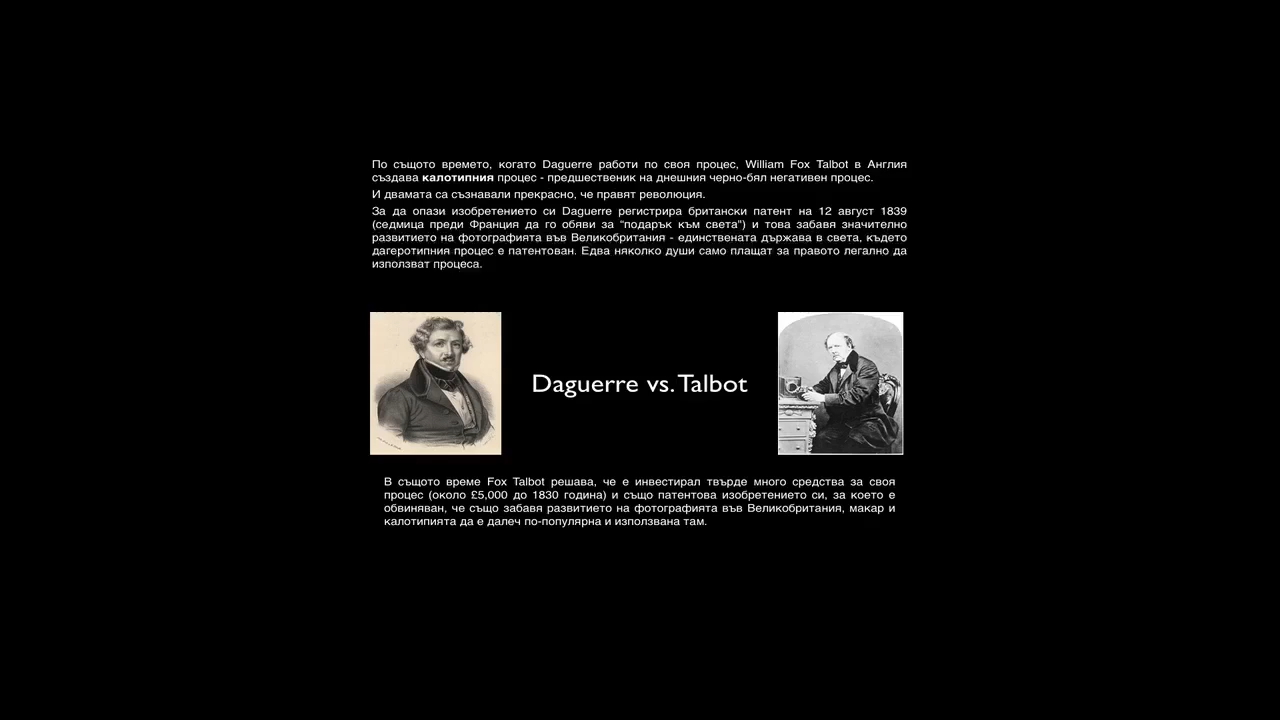 По същото времето, когато Daguerre работи по своя процес, William Fox Talbot в Англия
създава калотипния процес - предшественик на днешния черно-бял негативен процес.
И двамата са съзнавали прекрасно, че правят революция.
За да опази изобретението си Daguerre регистрира британски патент на 12 август 1839
(седмица преди Франция да го обяви за “подарък към света”) и това забавя значително
развитието на фотографията във Великобритания - единствената държава в света, където
дагеротипния процес е патентован. Едва няколко души само плащат за правото легално да
използват процеса.
Daguerre vs. Talbot
В същото време Fox Talbot решава, че е инвестирал твърде много средства за своя
процес (около £5,000 до 1830 година) и също патентова изобретението си, за което е
обвиняван, че също забавя развитието на фотографията във Великобритания, макар и
калотипията да е далеч по-популярна и използвана там.